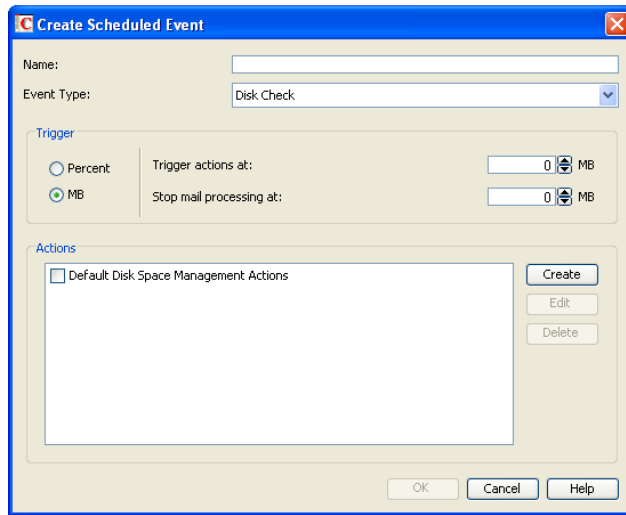 C Create Scheduled Event
Name:
Event Type: Disk Check
Trigger
Percent
MB
Trigger actions at: 0 MB
Stop mail processing at: 0 MB
Actions
Default Disk Space Management Actions
Create
Edit
Delete
OK Cancel Help